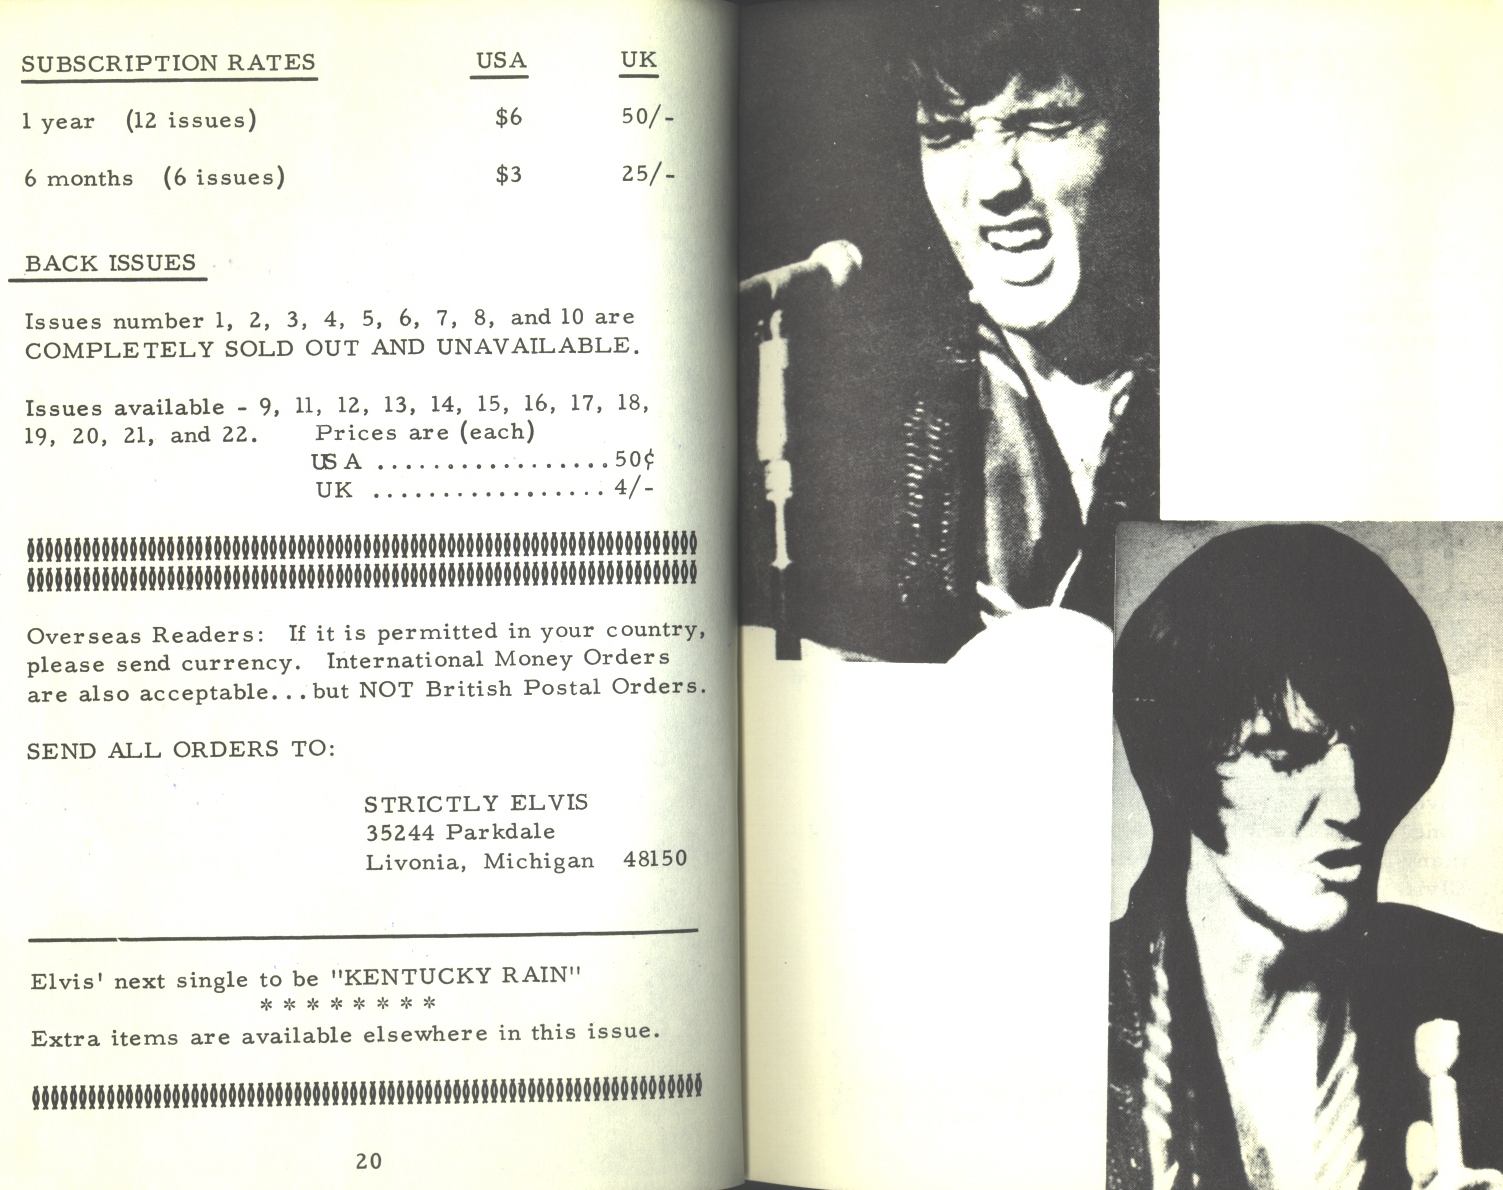 SUBSCRIPTION RATES USA UK
1 year (12 issues) $6 50/-
6 months (6 issues) $3 25/-
BACK ISSUES
Issues number 1, 2, 3, 4, 5, 6, 7, 8, and 10 are
COMPLETELY SOLD OUT AND UNAVAILABLE.
Issues available - 9, 11, 12, 13, 14, 15, 16, 17, 18,
19, 20, 21, and 22. Prices are (each)
USA .................50¢
UK ................. 4/-
Overseas Readers: If it is permitted in your country,
please send currency. International Money Orders
are also acceptable...but NOT British Postal Orders.
SEND ALL ORDERS TO:
STRICTLY ELVIS
35244 Parkdale
Livonia, Michigan 48150
Elvis' next single to be "KENTUCKY RAIN"
* * * * * * * *
Extra items are available elsewhere in this issue.
20